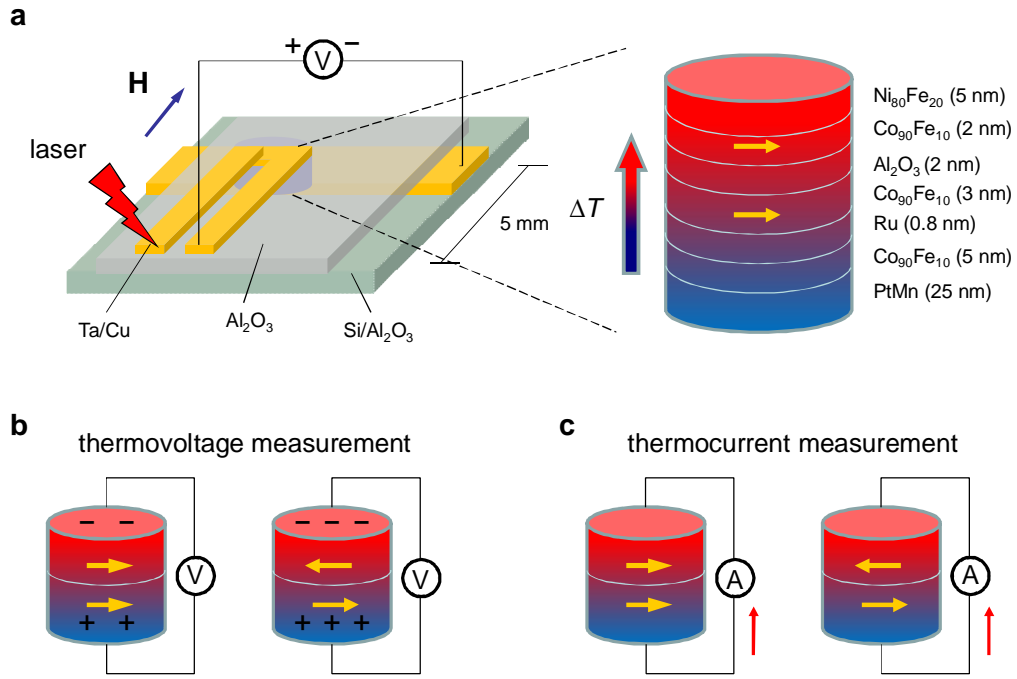 a
+ V −
H
laser
5 mm
Ta/Cu
Al₂O₃
Si/Al₂O₃
ΔT
Ni₈₀Fe₂₀ (5 nm)
Co₉₀Fe₁₀ (2 nm)
Al₂O₃ (2 nm)
Co₉₀Fe₁₀ (3 nm)
Ru (0.8 nm)
Co₉₀Fe₁₀ (5 nm)
PtMn (25 nm)
b
thermovoltage measurement
− −
V
+ +
− − −
V
+ + +
c
thermocurrent measurement
A
A